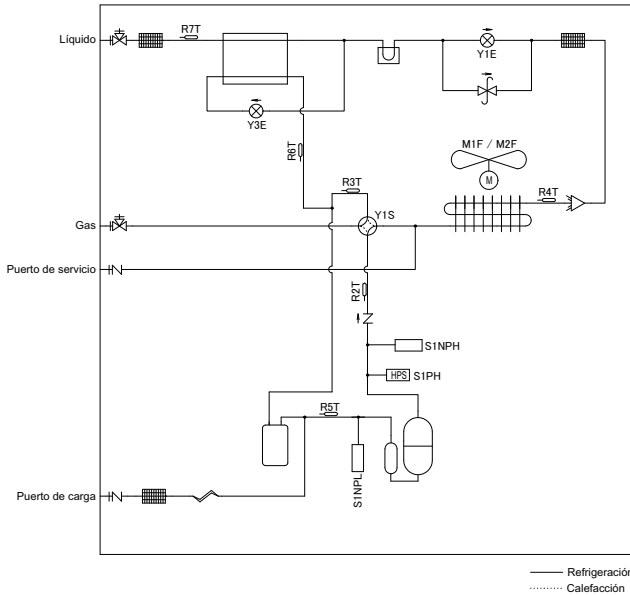 Líquido
R7T
Y1E
Y3E
R6T
M1F / M2F
M
R3T
R4T
Y1S
Gas
Puerto de servicio
R2T
S1NPH
HPS
S1PH
R5T
S1NPL
Puerto de carga
Refrigeración
Calefacción